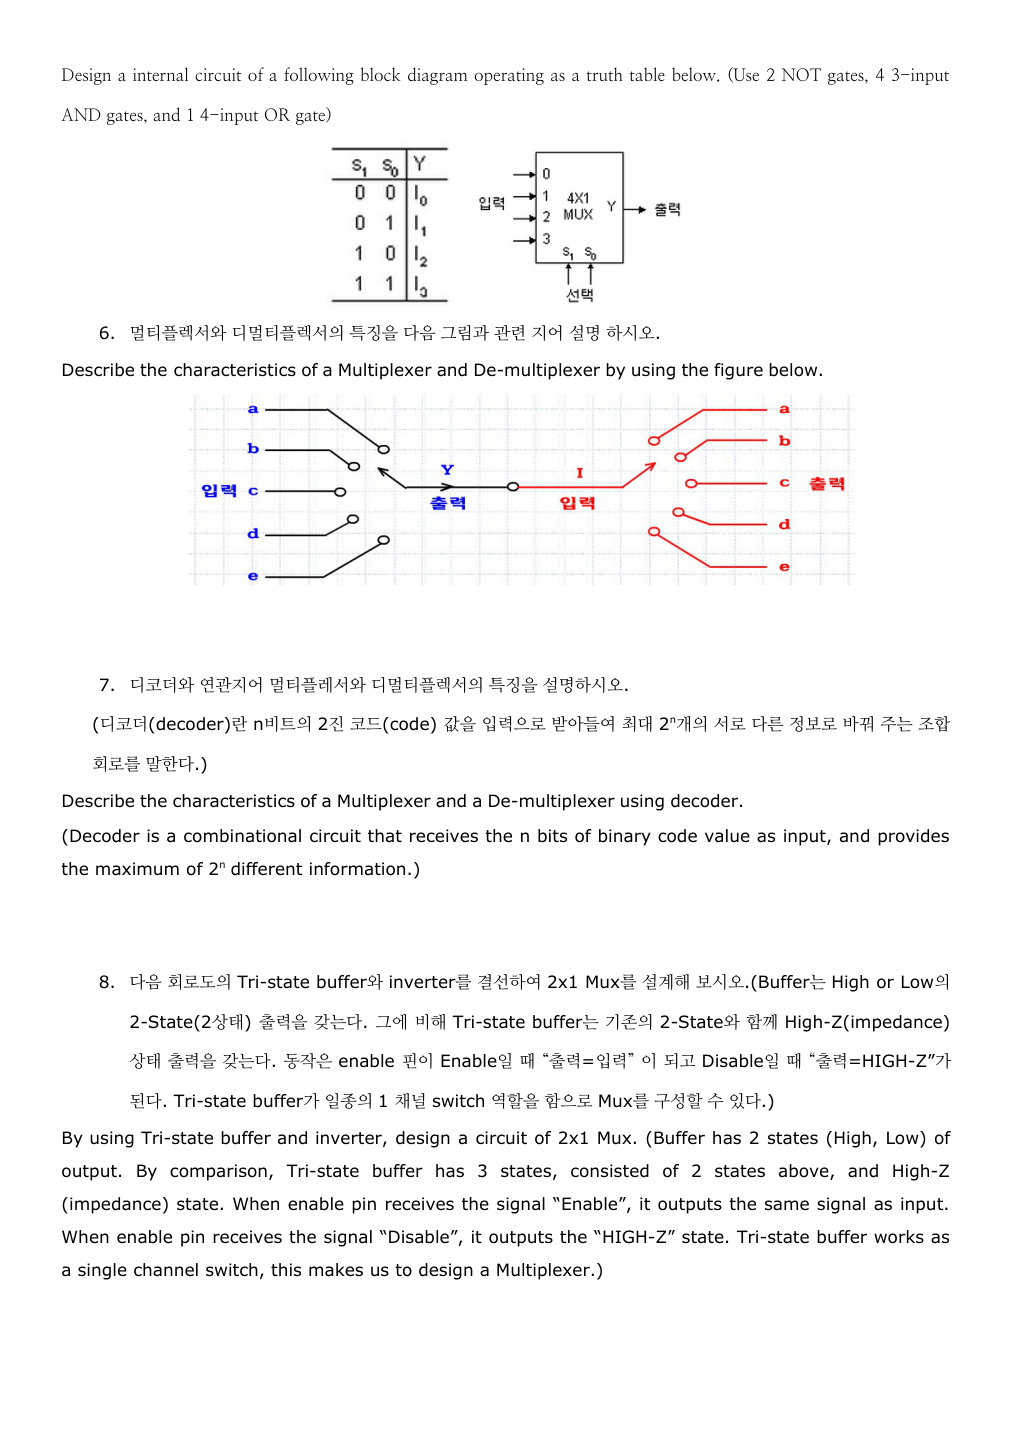 Design a internal circuit of a following block diagram operating as a truth table below. (Use 2 NOT gates, 4 3-input
AND gates, and 1 4-input OR gate)
S₁ S₀ Y
0 0 I₀
0 1 I₁
1 0 I₂
1 1 I₃
입력
0
1
2
3
4X1
MUX
Y
출력
S₁ S₀
선택
6. 멀티플렉서와 디멀티플렉서의 특징을 다음 그림과 관련 지어 설명 하시오.
Describe the characteristics of a Multiplexer and De-multiplexer by using the figure below.
a
b
입력 c
d
e
Y
출력
I
입력
a
b
c 출력
d
e
7. 디코더와 연관지어 멀티플레서와 디멀티플렉서의 특징을 설명하시오.
(디코더(decoder)란 n비트의 2진 코드(code) 값을 입력으로 받아들여 최대 2ⁿ개의 서로 다른 정보로 바꿔 주는 조합
회로를 말한다.)
Describe the characteristics of a Multiplexer and a De-multiplexer using decoder.
(Decoder is a combinational circuit that receives the n bits of binary code value as input, and provides
the maximum of 2ⁿ different information.)
8. 다음 회로도의 Tri-state buffer와 inverter를 결선하여 2x1 Mux를 설계해 보시오.(Buffer는 High or Low의
2-State(2상태) 출력을 갖는다. 그에 비해 Tri-state buffer는 기존의 2-State와 함께 High-Z(impedance)
상태 출력을 갖는다. 동작은 enable 핀이 Enable일 때 “출력=입력” 이 되고 Disable일 때 “출력=HIGH-Z”가
된다. Tri-state buffer가 일종의 1 채널 switch 역할을 함으로 Mux를 구성할 수 있다.)
By using Tri-state buffer and inverter, design a circuit of 2x1 Mux. (Buffer has 2 states (High, Low) of
output. By comparison, Tri-state buffer has 3 states, consisted of 2 states above, and High-Z
(impedance) state. When enable pin receives the signal “Enable”, it outputs the same signal as input.
When enable pin receives the signal “Disable”, it outputs the “HIGH-Z” state. Tri-state buffer works as
a single channel switch, this makes us to design a Multiplexer.)